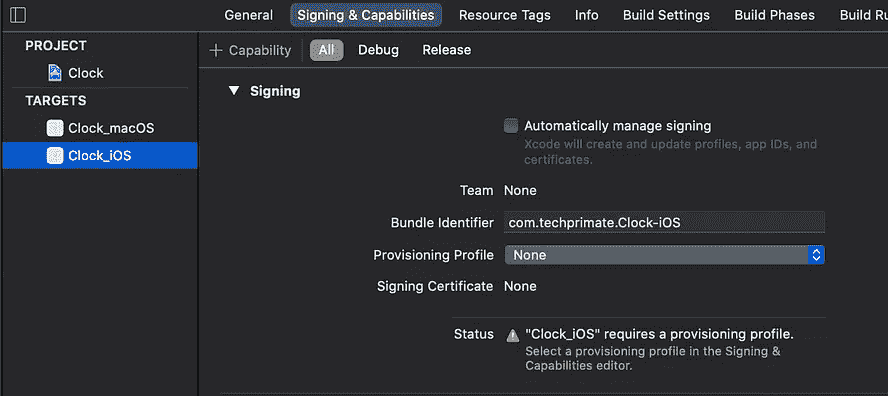 General Signing & Capabilities Resource Tags Info Build Settings Build Phases Build Ru
PROJECT
Clock
TARGETS
Clock_macOS
Clock_iOS
+ Capability All Debug Release
Signing
Automatically manage signing
Xcode will create and update profiles, app IDs, and
certificates.
Team None
Bundle Identifier com.techprimate.Clock-iOS
Provisioning Profile None
Signing Certificate None
Status "Clock_iOS" requires a provisioning profile.
Select a provisioning profile in the Signing &
Capabilities editor.